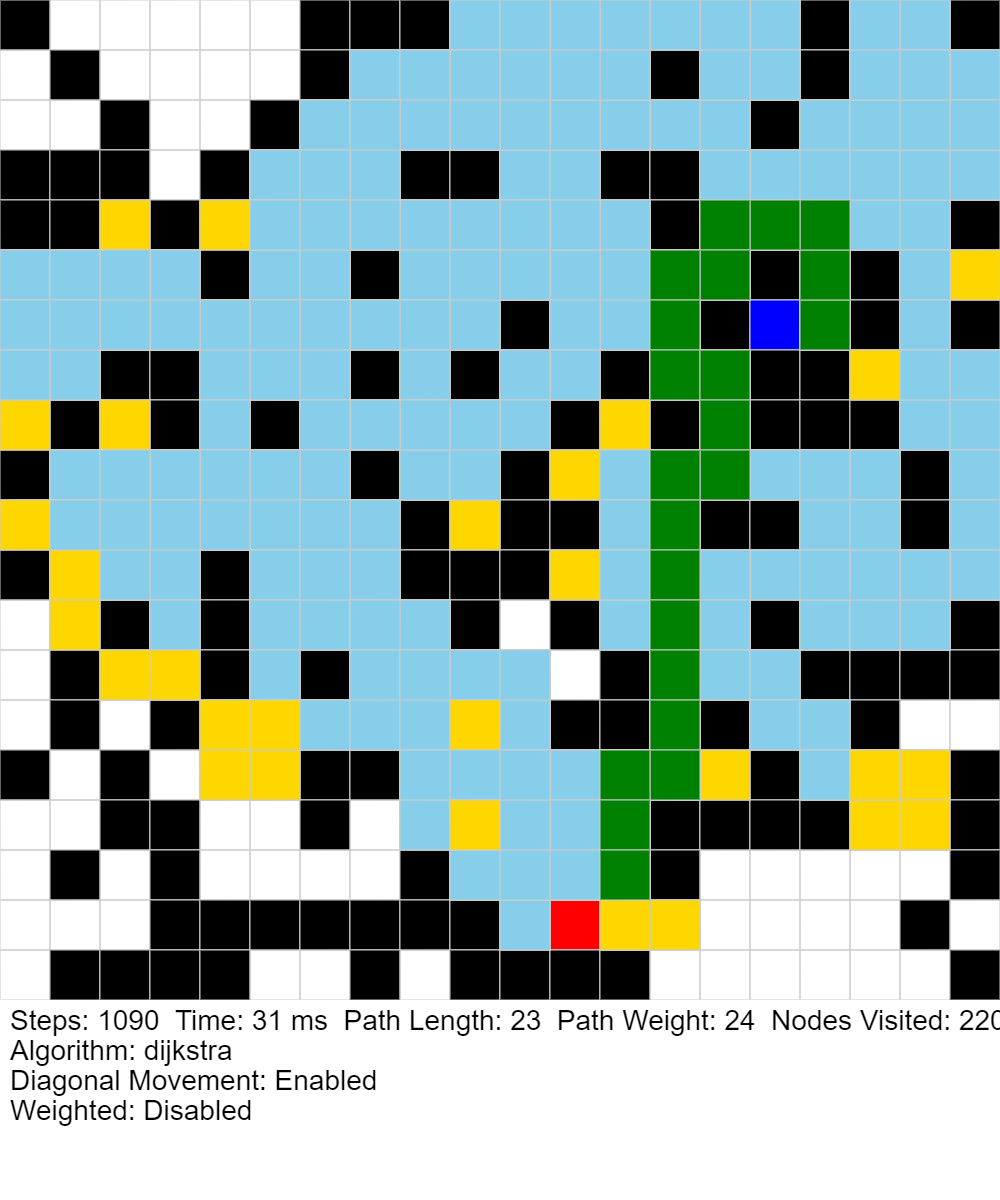 Steps: 1090 Time: 31 ms Path Length: 23 Path Weight: 24 Nodes Visited: 220
Algorithm: dijkstra
Diagonal Movement: Enabled
Weighted: Disabled